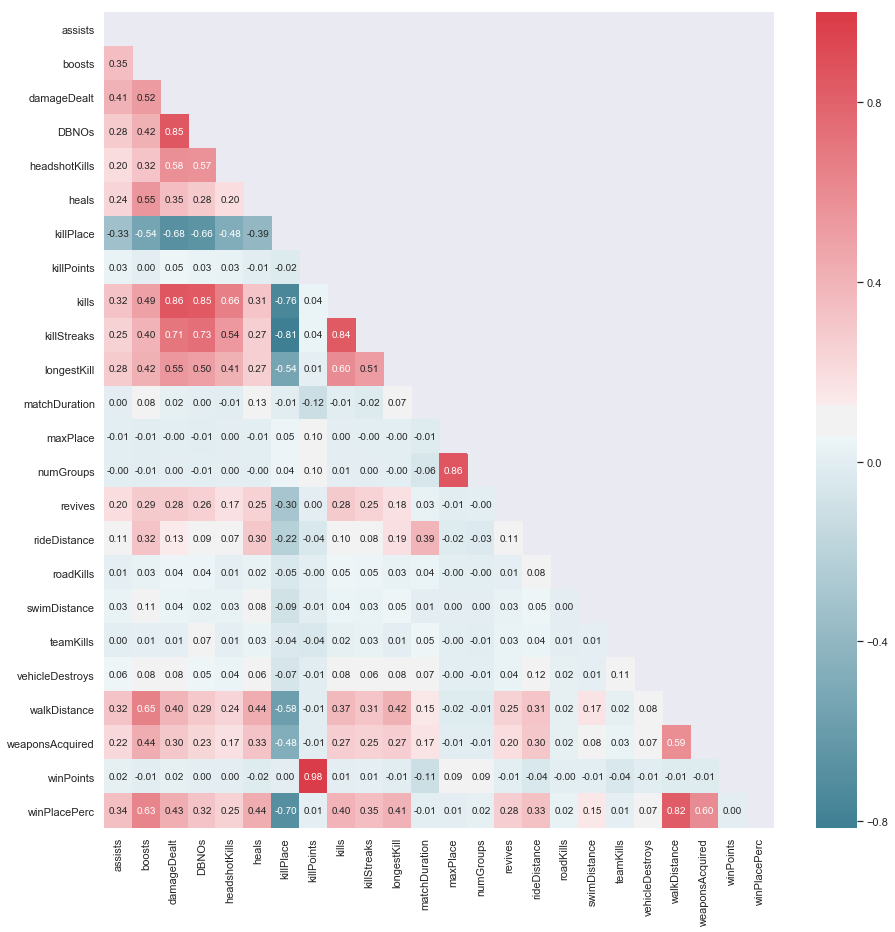 assists
boosts 0.35
damageDealt 0.41 0.52
DBNOs 0.28 0.42 0.85
headshotKills 0.20 0.32 0.58 0.57
heals 0.24 0.55 0.35 0.28 0.20
killPlace -0.33 -0.54 -0.68 -0.66 -0.48 -0.39
killPoints 0.03 0.00 0.05 0.03 0.03 -0.01 -0.02
kills 0.32 0.49 0.86 0.85 0.66 0.31 -0.76 0.04
killStreaks 0.25 0.40 0.71 0.73 0.54 0.27 -0.81 0.04 0.84
longestKill 0.28 0.42 0.55 0.50 0.41 0.27 -0.54 0.01 0.60 0.51
matchDuration 0.00 0.08 0.02 0.00 -0.01 0.13 -0.01 -0.12 -0.01 -0.02 0.07
maxPlace -0.01 -0.01 -0.00 -0.01 0.00 -0.01 0.05 0.10 0.00 -0.00 -0.00 -0.01
numGroups -0.00 -0.01 0.00 -0.01 0.00 -0.00 0.04 0.10 0.01 0.00 -0.00 -0.06 0.86
revives 0.20 0.29 0.28 0.26 0.17 0.25 -0.30 0.00 0.28 0.25 0.18 0.03 -0.01 -0.00
rideDistance 0.11 0.32 0.13 0.09 0.07 0.30 -0.22 -0.04 0.10 0.08 0.19 0.39 -0.02 -0.03 0.11
roadKills 0.01 0.03 0.04 0.04 0.01 0.02 -0.05 -0.00 0.05 0.05 0.03 0.04 -0.00 -0.00 0.01 0.08
swimDistance 0.03 0.11 0.04 0.02 0.03 0.08 -0.09 -0.01 0.04 0.03 0.05 0.01 0.00 0.00 0.03 0.05 0.00
teamKills 0.00 0.01 0.01 0.07 0.01 0.03 -0.04 -0.04 0.02 0.03 0.01 0.05 -0.00 -0.01 0.03 0.04 0.01 0.01
vehicleDestroys 0.06 0.08 0.08 0.05 0.04 0.06 -0.07 -0.01 0.08 0.06 0.08 0.07 -0.00 -0.01 0.04 0.12 0.02 0.01 0.11
walkDistance 0.32 0.65 0.40 0.29 0.24 0.44 -0.58 -0.01 0.37 0.31 0.42 0.15 -0.02 -0.01 0.25 0.31 0.02 0.17 0.02 0.08
weaponsAcquired 0.22 0.44 0.30 0.23 0.17 0.33 -0.48 -0.01 0.27 0.25 0.27 0.17 -0.01 -0.01 0.20 0.30 0.02 0.08 0.03 0.07 0.59
winPoints 0.02 -0.01 0.02 0.00 0.00 -0.02 0.00 0.98 0.01 0.01 -0.01 -0.11 0.09 0.09 -0.01 -0.04 -0.00 -0.01 -0.04 -0.01 -0.01 -0.01
winPlacePerc 0.34 0.63 0.43 0.32 0.25 0.44 -0.70 0.01 0.40 0.35 0.41 -0.01 0.01 0.02 0.28 0.33 0.02 0.15 0.01 0.07 0.82 0.60 0.00
assists boosts damageDealt DBNOs headshotKills heals killPlace killPoints kills killStreaks longestKill matchDuration maxPlace numGroups revives rideDistance roadKills swimDistance teamKills vehicleDestroys walkDistance weaponsAcquired winPoints winPlacePerc
0.8
0.4
0.0
−0.4
−0.8